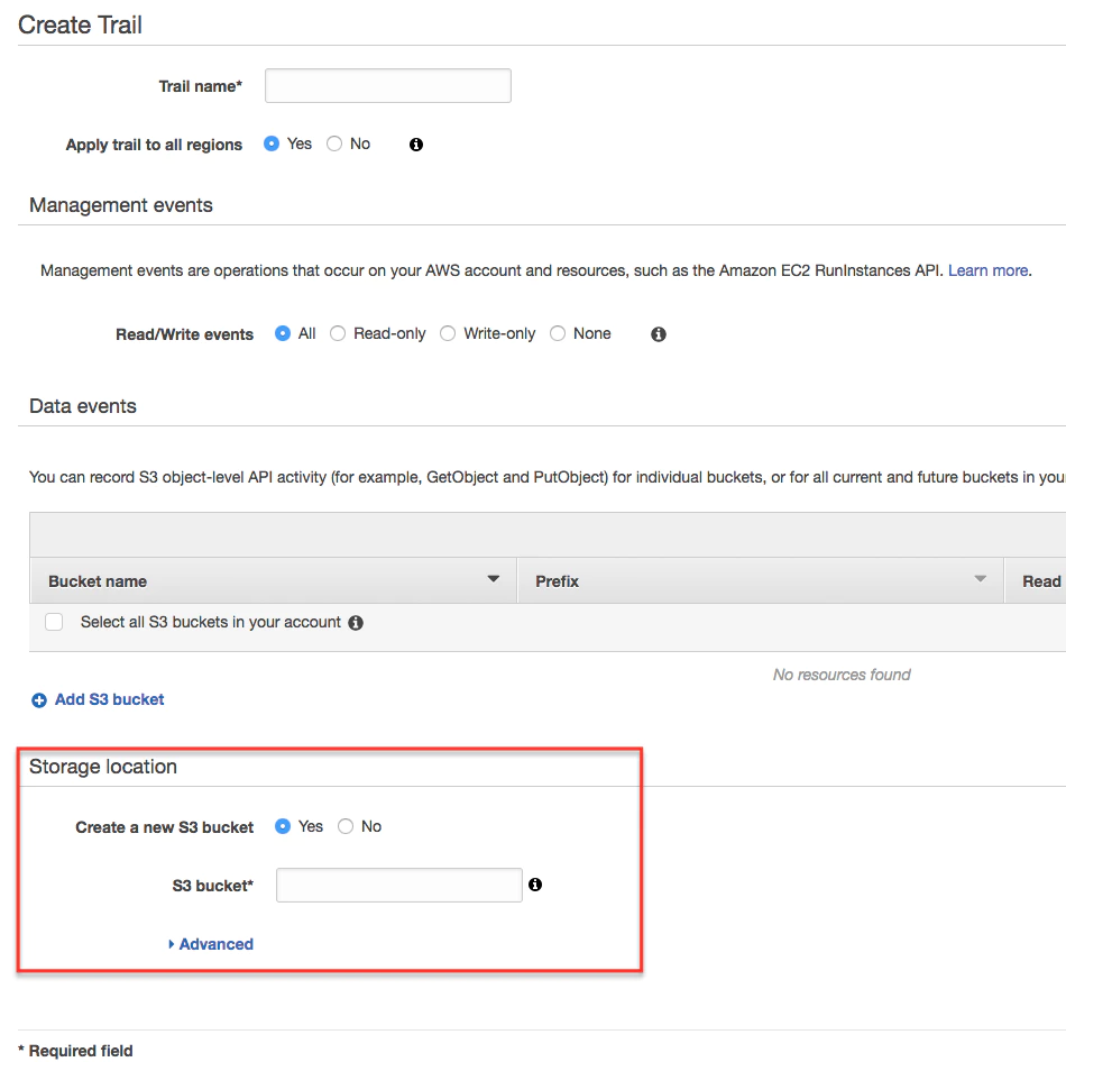 Create Trail
Trail name*
Apply trail to all regions Yes No
Management events
Management events are operations that occur on your AWS account and resources, such as the Amazon EC2 RunInstances API. Learn more.
Read/Write events All Read-only Write-only None
Data events
You can record S3 object-level API activity (for example, GetObject and PutObject) for individual buckets, or for all current and future buckets in you
Bucket name Prefix Read
Select all S3 buckets in your account
No resources found
Add S3 bucket
Storage location
Create a new S3 bucket Yes No
S3 bucket*
Advanced
* Required field